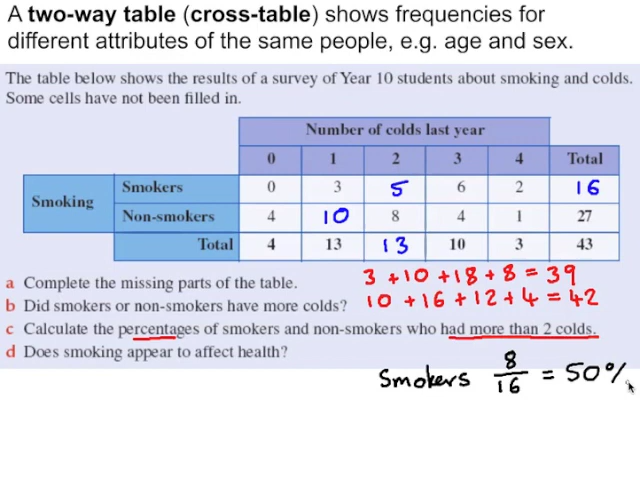 A two-way table (cross-table) shows frequencies for
different attributes of the same people, e.g. age and sex.
The table below shows the results of a survey of Year 10 students about smoking and colds.
Some cells have not been filled in.
Number of colds last year
0 1 2 3 4 Total
Smoking
Smokers 0 3 5 6 2 16
Non-smokers 4 10 8 4 1 27
Total 4 13 13 10 3 43
a Complete the missing parts of the table.
3 + 10 + 18 + 8 = 39
b Did smokers or non-smokers have more colds?
10 + 16 + 12 + 4 = 42
c Calculate the percentages of smokers and non-smokers who had more than 2 colds.
d Does smoking appear to affect health?
Smokers 8/16 = 50%